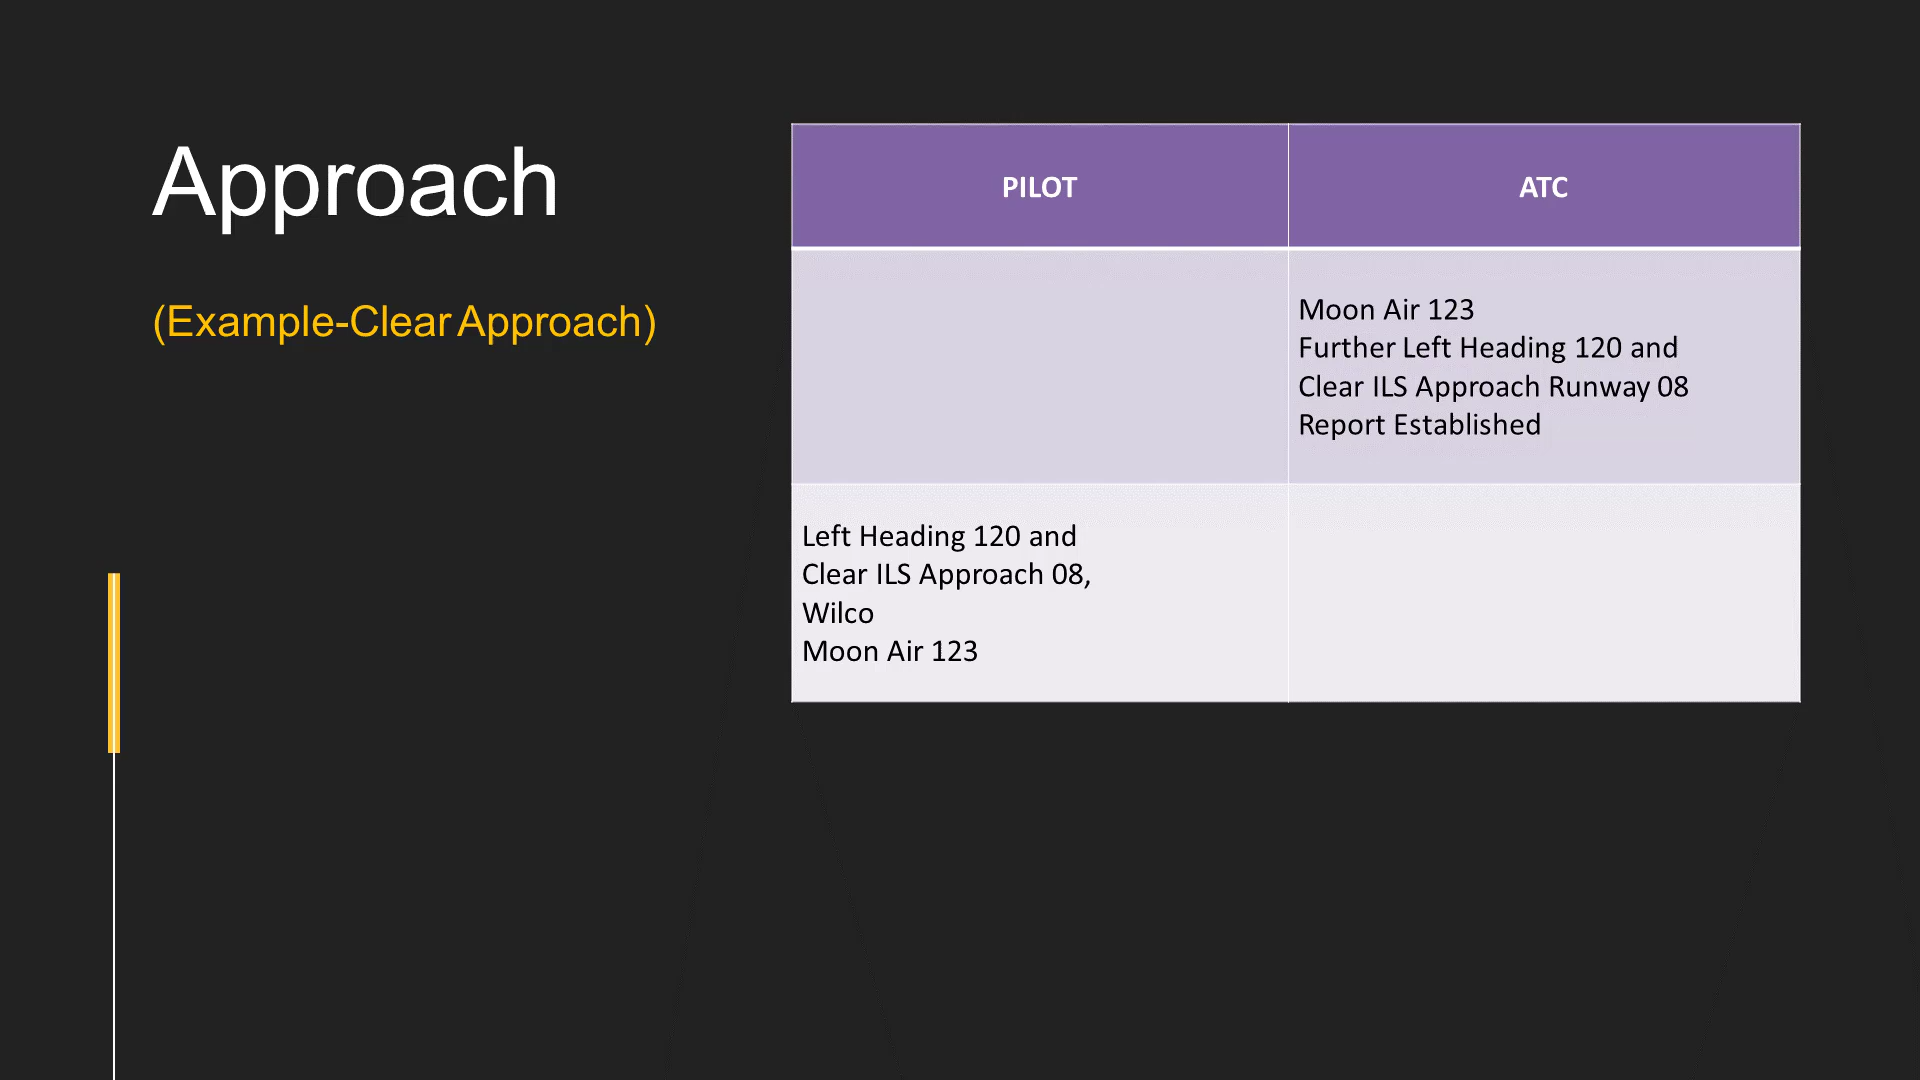 Approach
(Example-Clear Approach)
PILOT
ATC
Moon Air 123
Further Left Heading 120 and
Clear ILS Approach Runway 08
Report Established
Left Heading 120 and
Clear ILS Approach 08,
Wilco
Moon Air 123